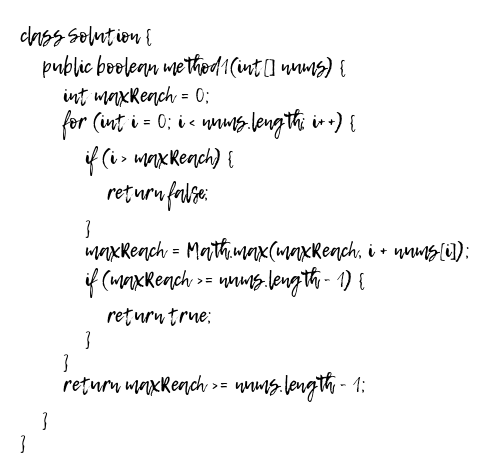 class Solution {
public boolean method1(int[] nums) {
int maxReach = 0;
for (int i = 0; i < nums.length; i++) {
if (i > maxReach) {
return false;
}
maxReach = Math.max(maxReach, i + nums[i]);
if (maxReach >= nums.length - 1) {
return true;
}
}
return maxReach >= nums.length - 1;
}
}